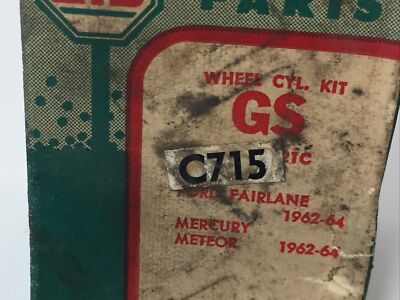 PARTS
WHEEL CYL. KIT
GS
C715
FORD FAIRLANE
1962-64
MERCURY
METEOR 1962-64